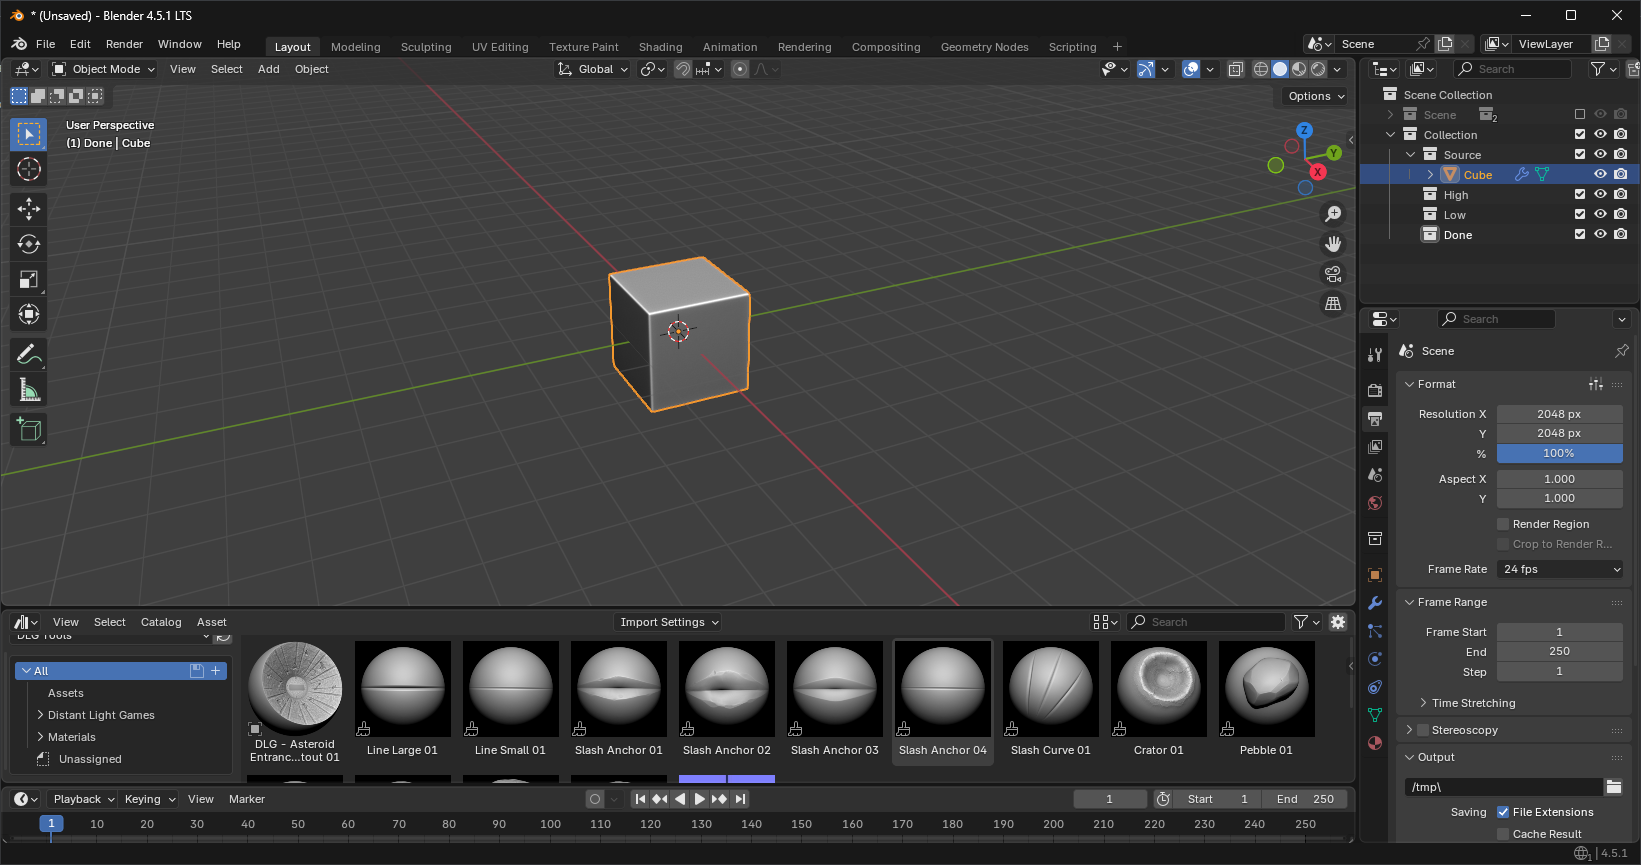 * (Unsaved) - Blender 4.5.1 LTS
File Edit Render Window Help
Layout Modeling Sculpting UV Editing Texture Paint Shading Animation Rendering Compositing Geometry Nodes Scripting +
Scene
ViewLayer
Object Mode View Select Add Object
Global
Search
Options
User Perspective
(1) Done | Cube
Z
Y
X
Scene Collection
Scene 2
Collection
Source
Cube
High
Low
Done
Search
Scene
Format
Resolution X 2048 px
Y 2048 px
% 100%
Aspect X 1.000
Y 1.000
Render Region
Crop to Render R...
Frame Rate 24 fps
Frame Range
Frame Start 1
End 250
Step 1
Time Stretching
Stereoscopy
Output
/tmp\
Saving File Extensions
Cache Result
View Select Catalog Asset
Import Settings
Search
DLG Tools
All
Assets
Distant Light Games
Materials
Unassigned
DLG - Asteroid
Entranc...tout 01
Line Large 01
Line Small 01
Slash Anchor 01
Slash Anchor 02
Slash Anchor 03
Slash Anchor 04
Slash Curve 01
Crator 01
Pebble 01
Playback Keying View Marker
1
Start 1
End 250
1 10 20 30 40 50 60 70 80 90 100 110 120 130 140 150 160 170 180 190 200 210 220 230 240 250
1 | 4.5.1